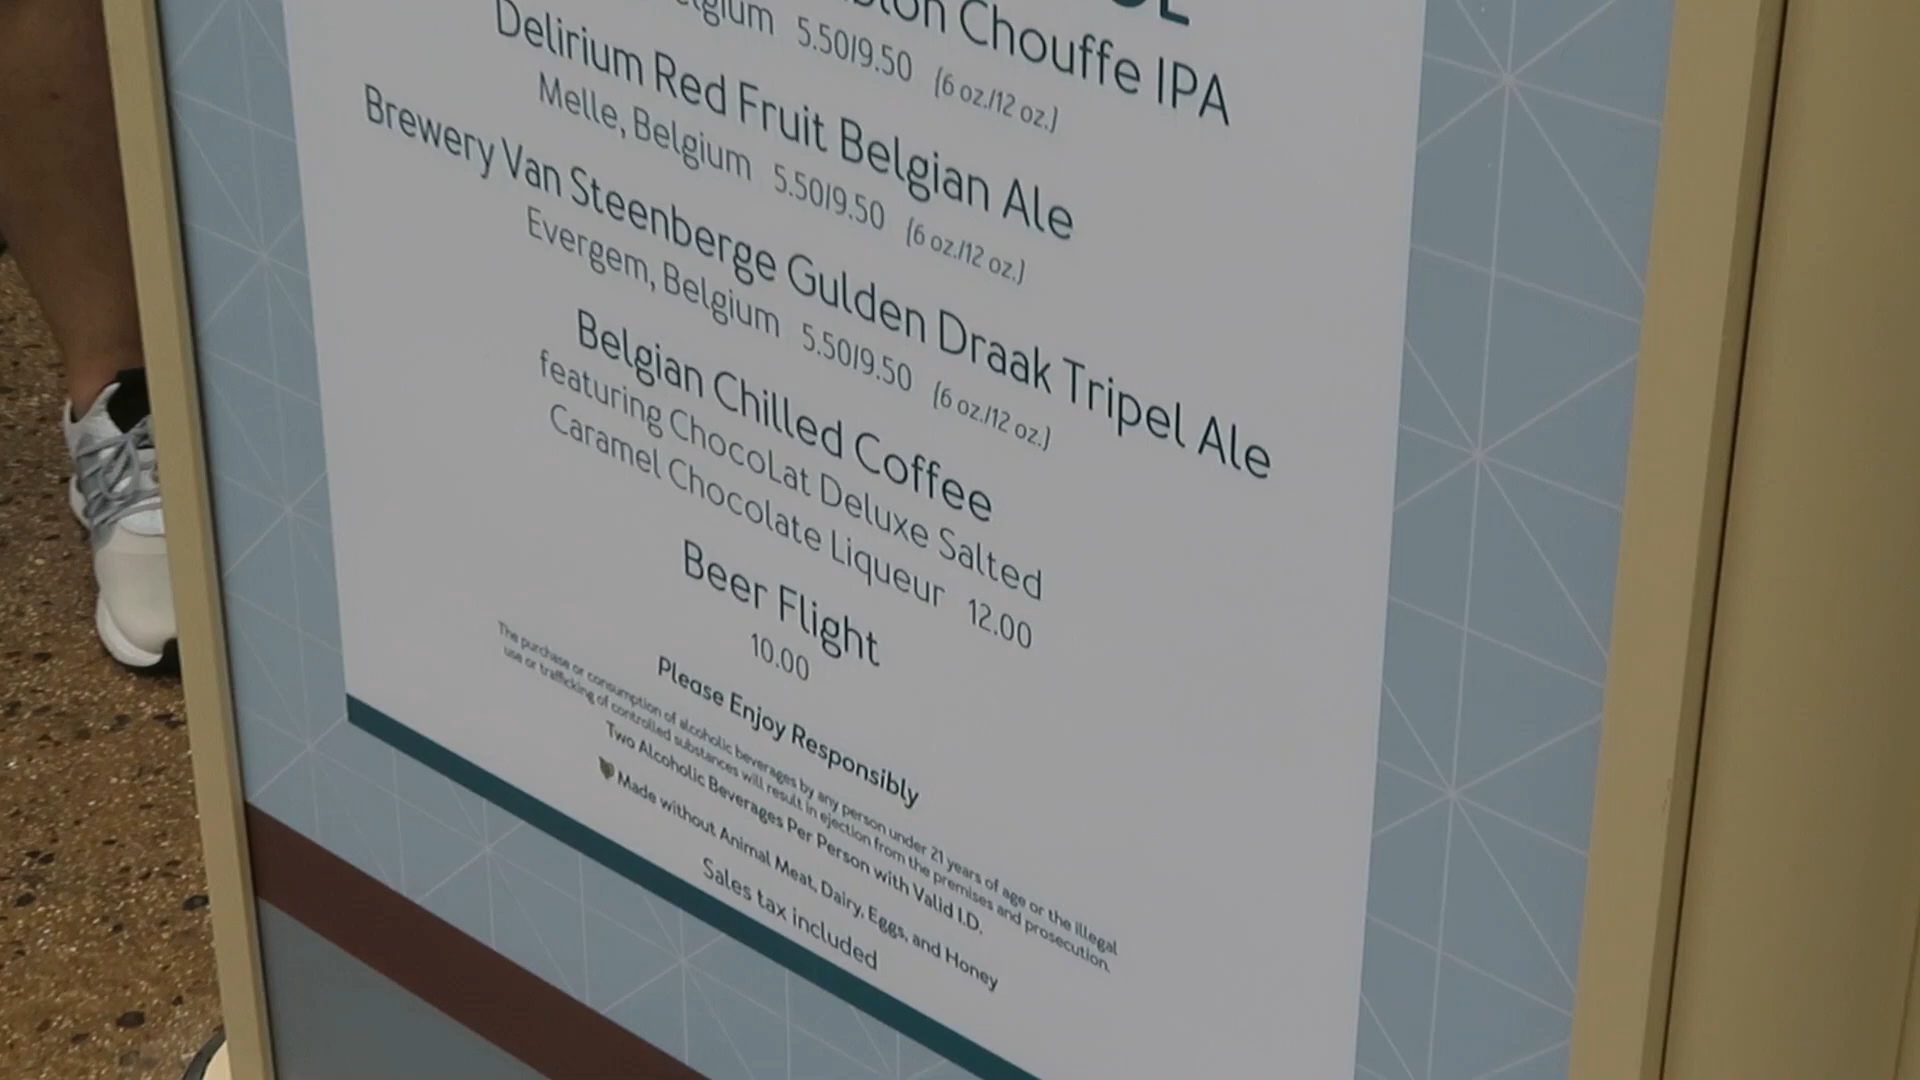 Chouffe IPA
5.50/9.50 (6 oz./12 oz.)
Delirium Red Fruit Belgian Ale
Melle, Belgium 5.50/9.50 (6 oz./12 oz.)
Brewery Van Steenberge Gulden Draak Tripel Ale
Evergem, Belgium 5.50/9.50 (6 oz./12 oz.)
Belgian Chilled Coffee
featuring ChocoLat Deluxe Salted
Caramel Chocolate Liqueur 12.00
Beer Flight
10.00
Please Enjoy Responsibly
The purchase or consumption of alcoholic beverages by any person under 21 years of age or the illegal
use or trafficking of controlled substances will result in ejection from the premises and prosecution.
Two Alcoholic Beverages Per Person with Valid I.D.
Made without Animal Meat, Dairy, Eggs, and Honey
Sales tax included